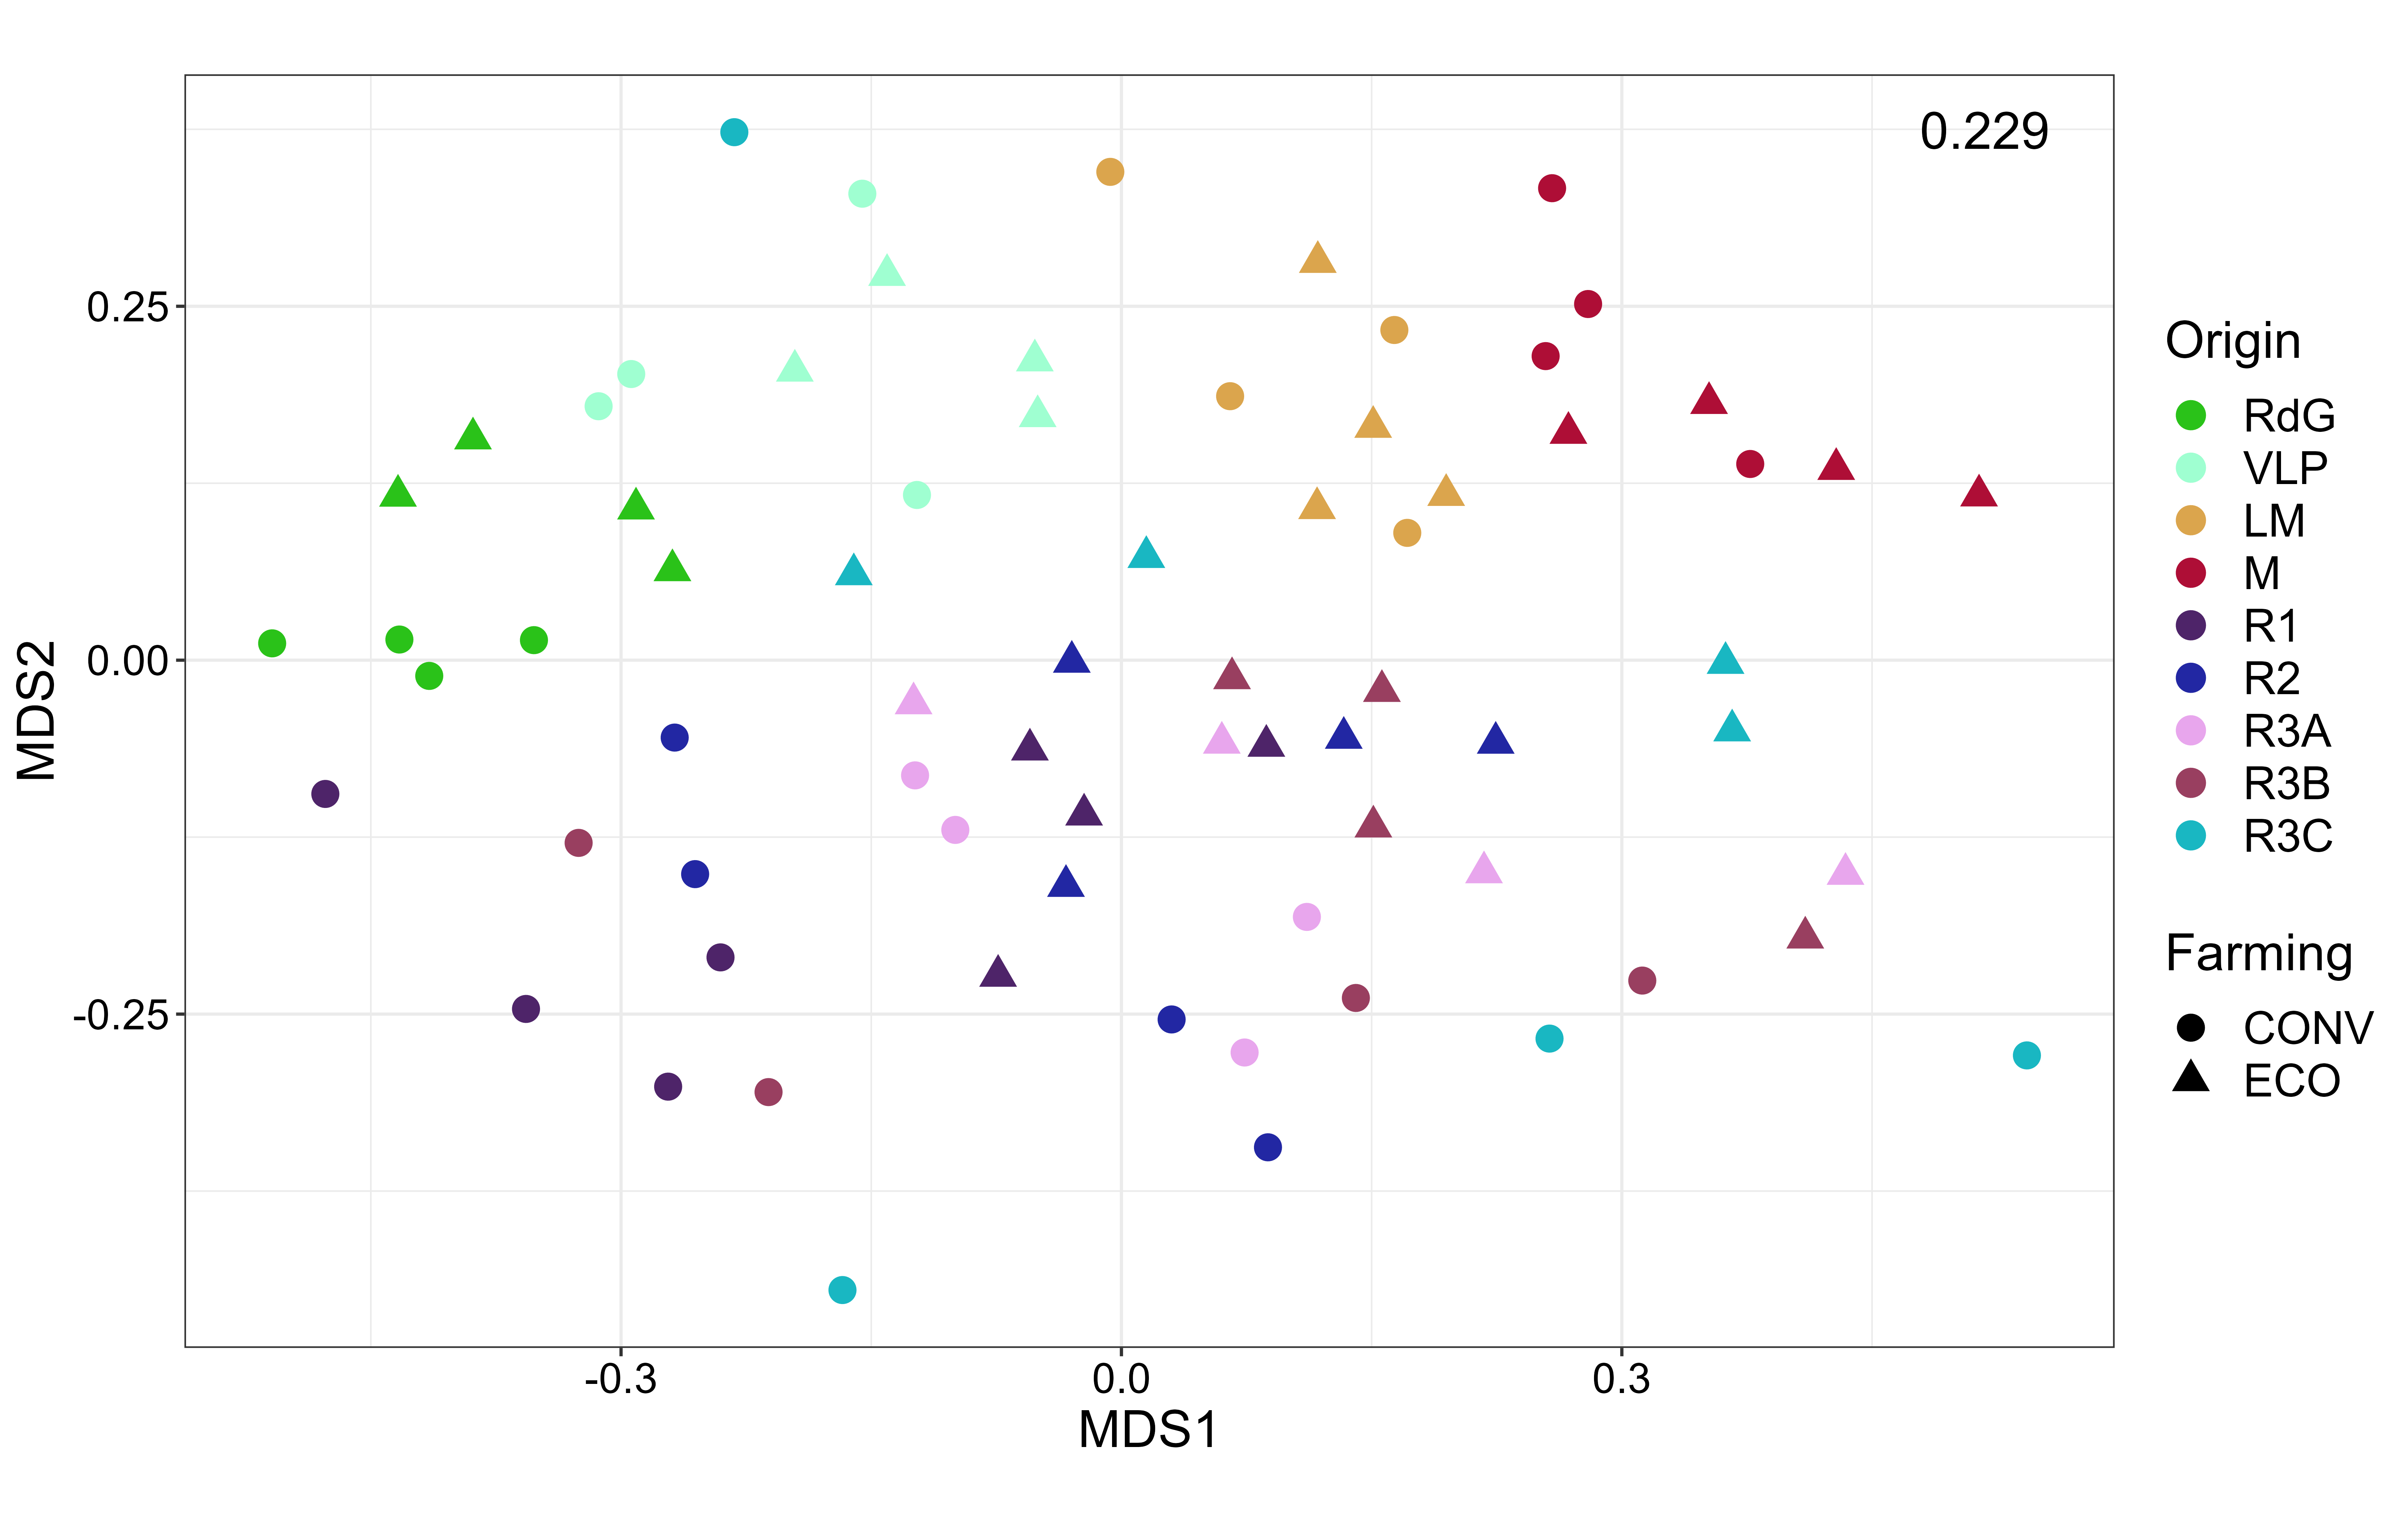 0.229
0.25
0.00
-0.25
MDS2
-0.3
0.0
0.3
MDS1
Origin
RdG
VLP
LM
M
R1
R2
R3A
R3B
R3C
Farming
CONV
ECO